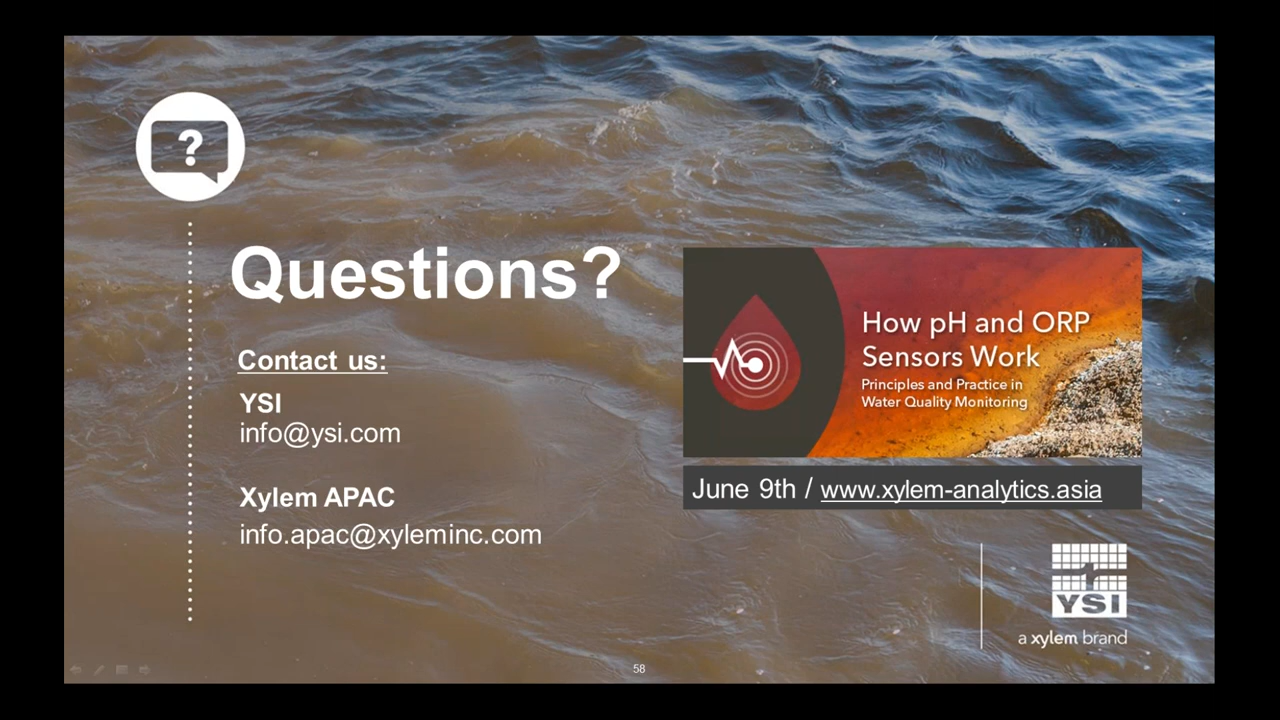 ?
Questions?
Contact us:
YSI
info@ysi.com
Xylem APAC
info.apac@xyleminc.com
How pH and ORP
Sensors Work
Principles and Practice in
Water Quality Monitoring
June 9th / www.xylem-analytics.asia
YSI
a xylem brand
58